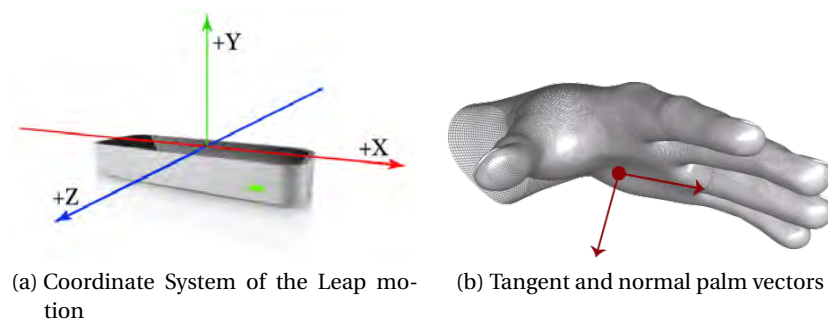 +Y
+X
+Z
(a) Coordinate System of the Leap mo-
tion
(b) Tangent and normal palm vectors